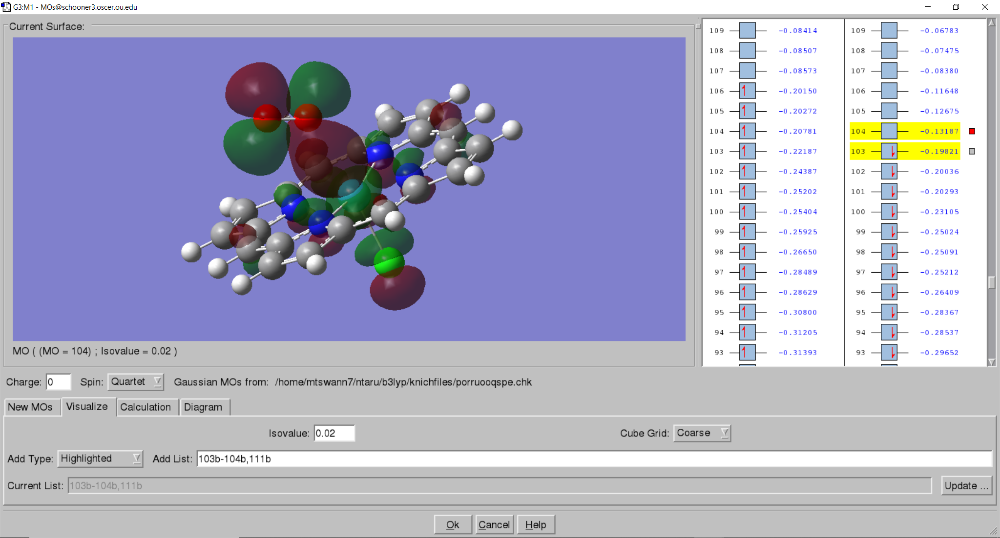 G3:M1 - MOs@schooner3.oscer.ou.edu
Current Surface:
109 -0.08414 109 -0.06783
108 -0.08507 108 -0.07475
107 -0.08573 107 -0.08380
106 -0.20150 106 -0.11648
105 -0.20272 105 -0.12675
104 -0.20781 104 -0.13187
103 -0.22187 103 -0.19821
102 -0.24387 102 -0.20036
101 -0.25202 101 -0.20293
100 -0.25404 100 -0.23105
99 -0.25925 99 -0.25024
98 -0.26650 98 -0.25091
97 -0.28489 97 -0.25212
96 -0.28629 96 -0.26409
95 -0.30800 95 -0.28367
94 -0.31205 94 -0.28537
93 -0.31393 93 -0.29652
MO ( (MO = 104) ; Isovalue = 0.02 )
Charge: 0 Spin: Quartet Gaussian MOs from: /home/mtswann7/ntaru/b3lyp/knichfiles/porruooqspe.chk
New MOs Visualize Calculation Diagram
Isovalue: 0.02 Cube Grid: Coarse
Add Type: Highlighted Add List: 103b-104b,111b
Current List: 103b-104b,111b Update ...
Ok Cancel Help